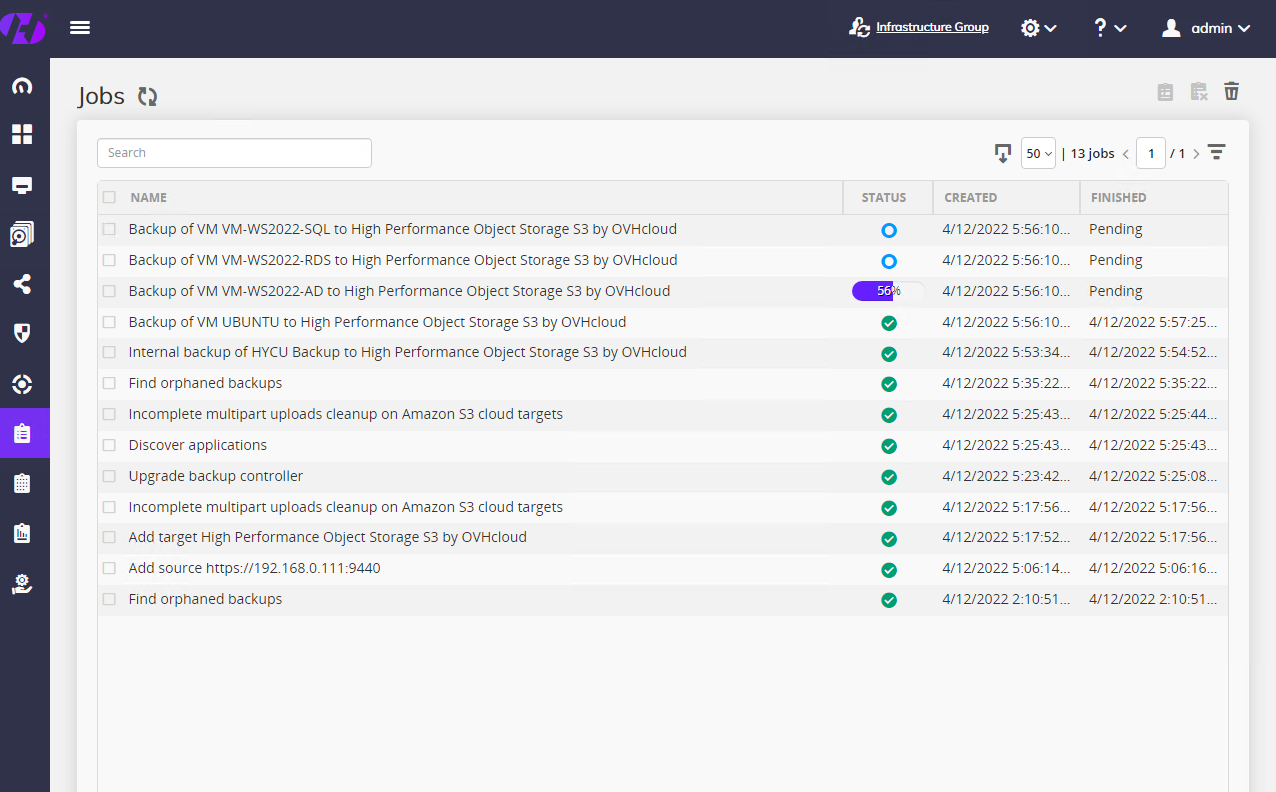 Infrastructure Group
?
admin
Jobs
Search
50 | 13 jobs < 1 / 1 >
NAME STATUS CREATED FINISHED
Backup of VM VM-WS2022-SQL to High Performance Object Storage S3 by OVHcloud 4/12/2022 5:56:10... Pending
Backup of VM VM-WS2022-RDS to High Performance Object Storage S3 by OVHcloud 4/12/2022 5:56:10... Pending
Backup of VM VM-WS2022-AD to High Performance Object Storage S3 by OVHcloud 56% 4/12/2022 5:56:10... Pending
Backup of VM UBUNTU to High Performance Object Storage S3 by OVHcloud 4/12/2022 5:56:10... 4/12/2022 5:57:25...
Internal backup of HYCU Backup to High Performance Object Storage S3 by OVHcloud 4/12/2022 5:53:34... 4/12/2022 5:54:52...
Find orphaned backups 4/12/2022 5:35:22... 4/12/2022 5:35:22...
Incomplete multipart uploads cleanup on Amazon S3 cloud targets 4/12/2022 5:25:43... 4/12/2022 5:25:44...
Discover applications 4/12/2022 5:25:43... 4/12/2022 5:25:43...
Upgrade backup controller 4/12/2022 5:23:42... 4/12/2022 5:25:08...
Incomplete multipart uploads cleanup on Amazon S3 cloud targets 4/12/2022 5:17:56... 4/12/2022 5:17:56...
Add target High Performance Object Storage S3 by OVHcloud 4/12/2022 5:17:52... 4/12/2022 5:17:56...
Add source https://192.168.0.111:9440 4/12/2022 5:06:14... 4/12/2022 5:06:16...
Find orphaned backups 4/12/2022 2:10:51... 4/12/2022 2:10:51...